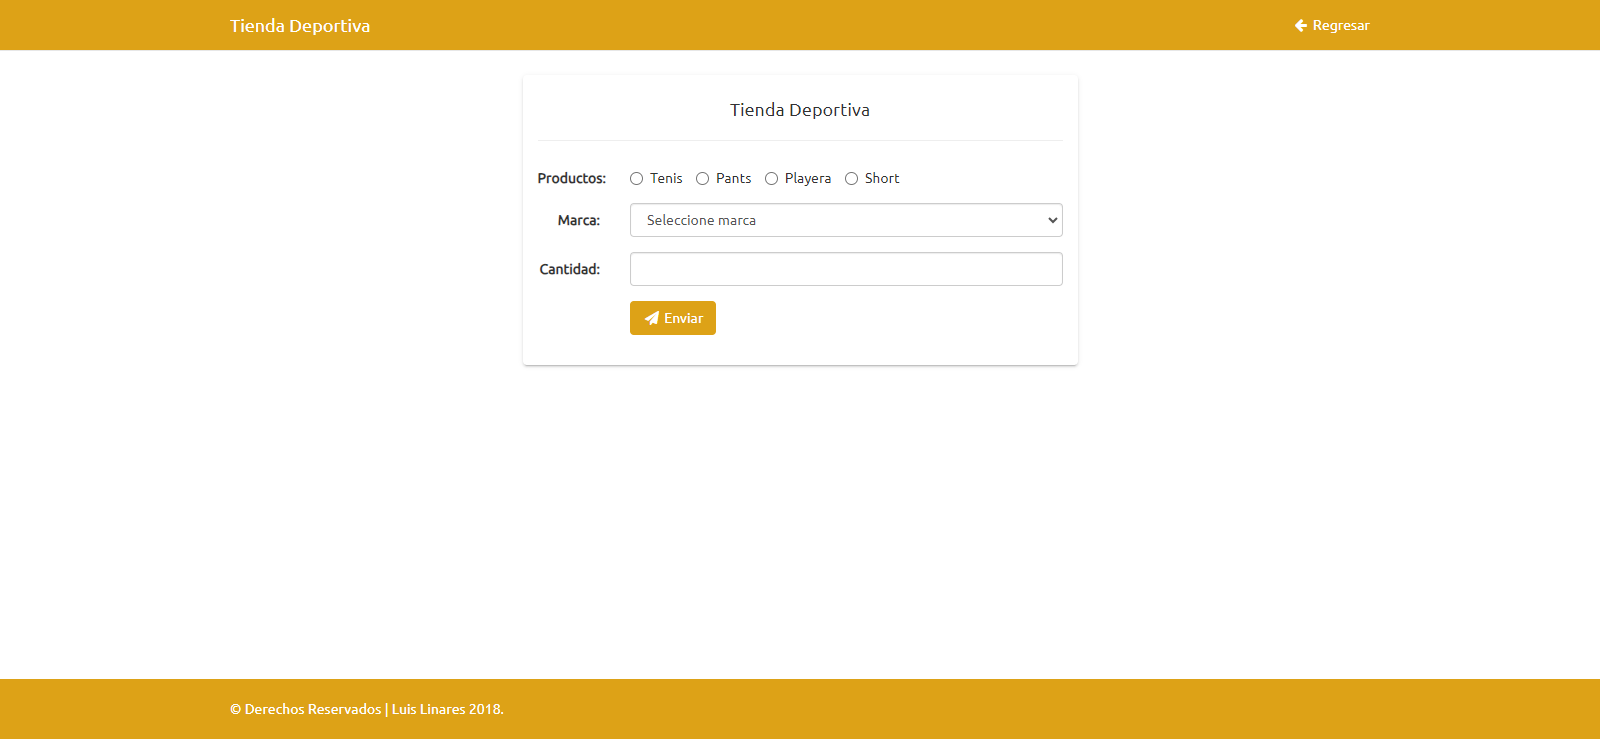 Tienda Deportiva
Regresar
Tienda Deportiva
Productos: Tenis Pants Playera Short
Marca: Seleccione marca
Cantidad:
Enviar
© Derechos Reservados | Luis Linares 2018.